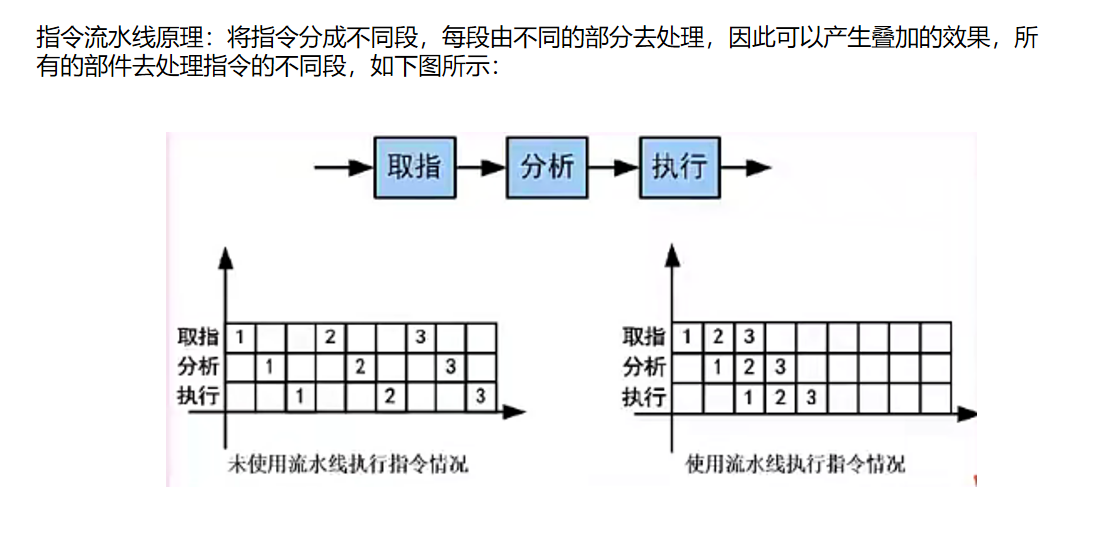 指令流水线原理：将指令分成不同段，每段由不同的部分去处理，因此可以产生叠加的效果，所
有的部件去处理指令的不同段，如下图所示：
取指 分析 执行
取指 1 2 3
分析 1 2 3
执行 1 2 3
未使用流水线执行指令情况
取指 1 2 3
分析 1 2 3
执行 1 2 3
使用流水线执行指令情况